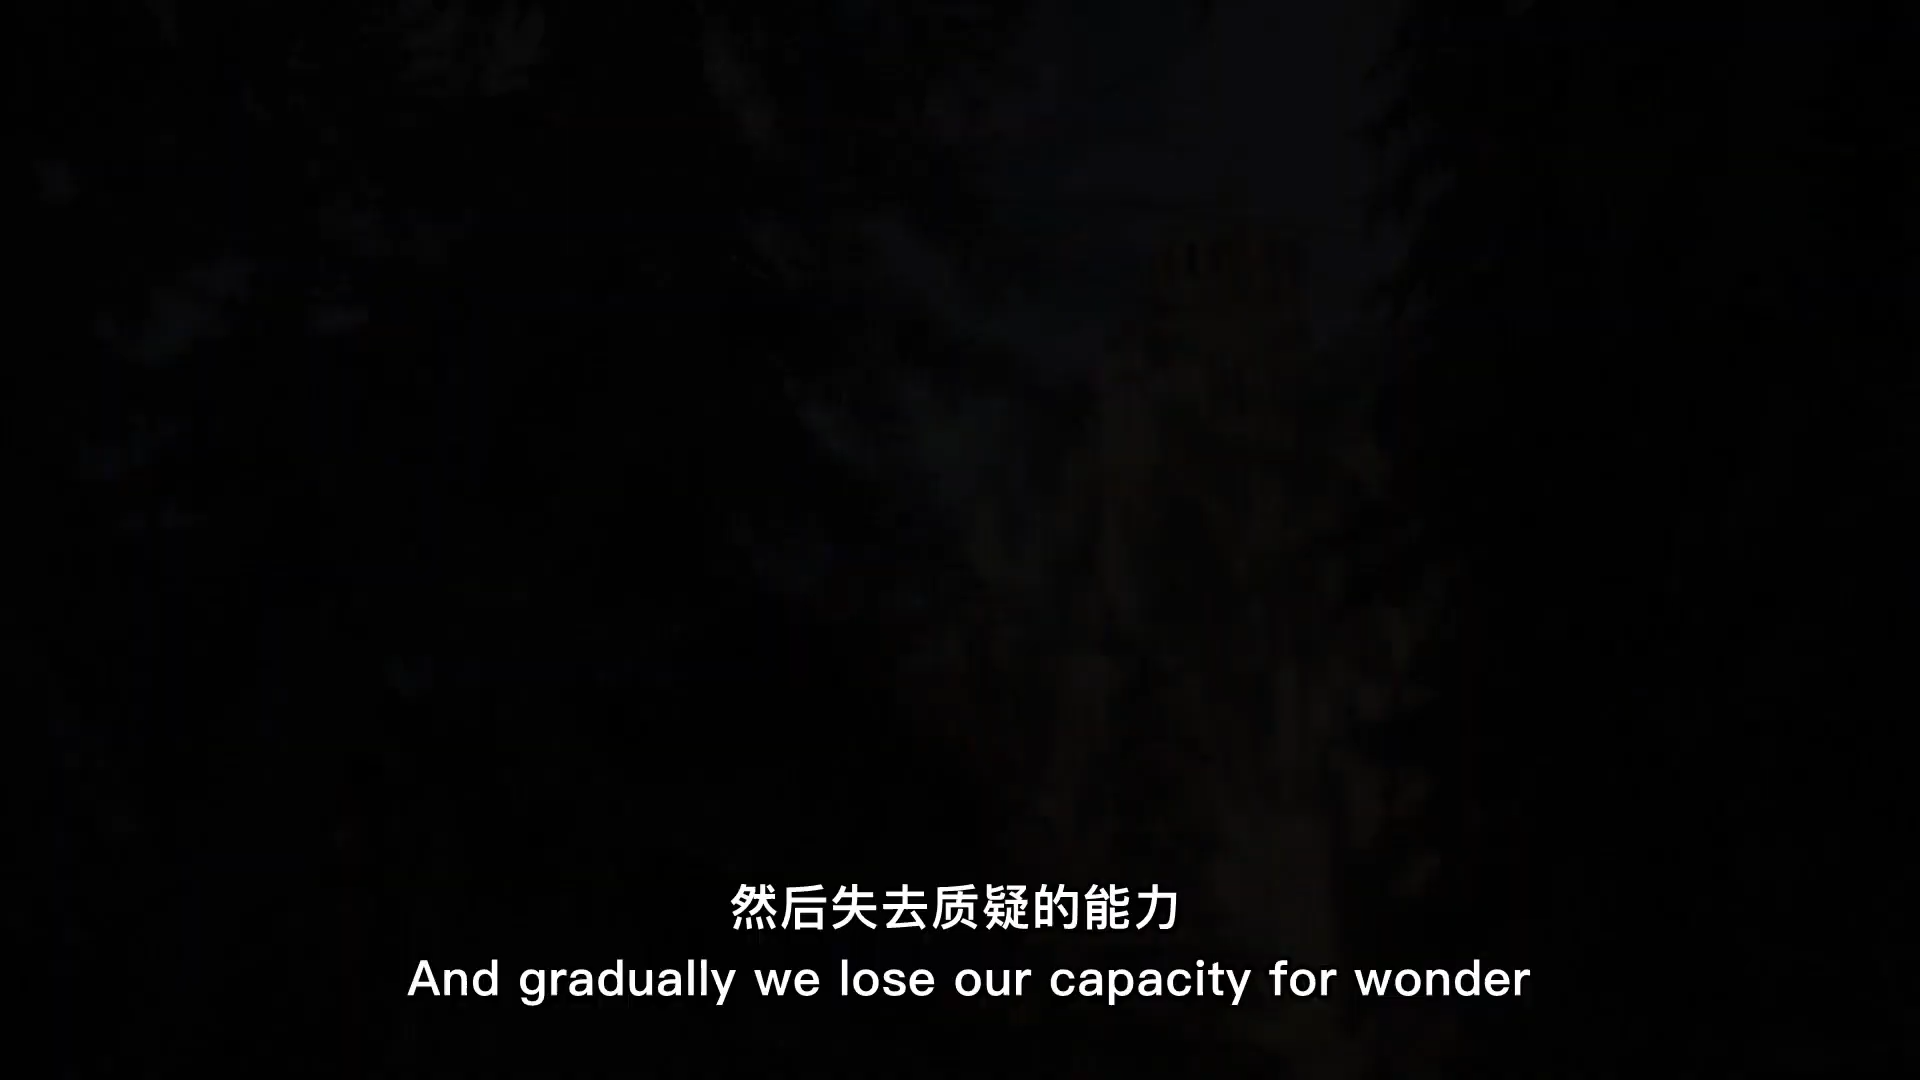 然后失去质疑的能力
And gradually we lose our capacity for wonder